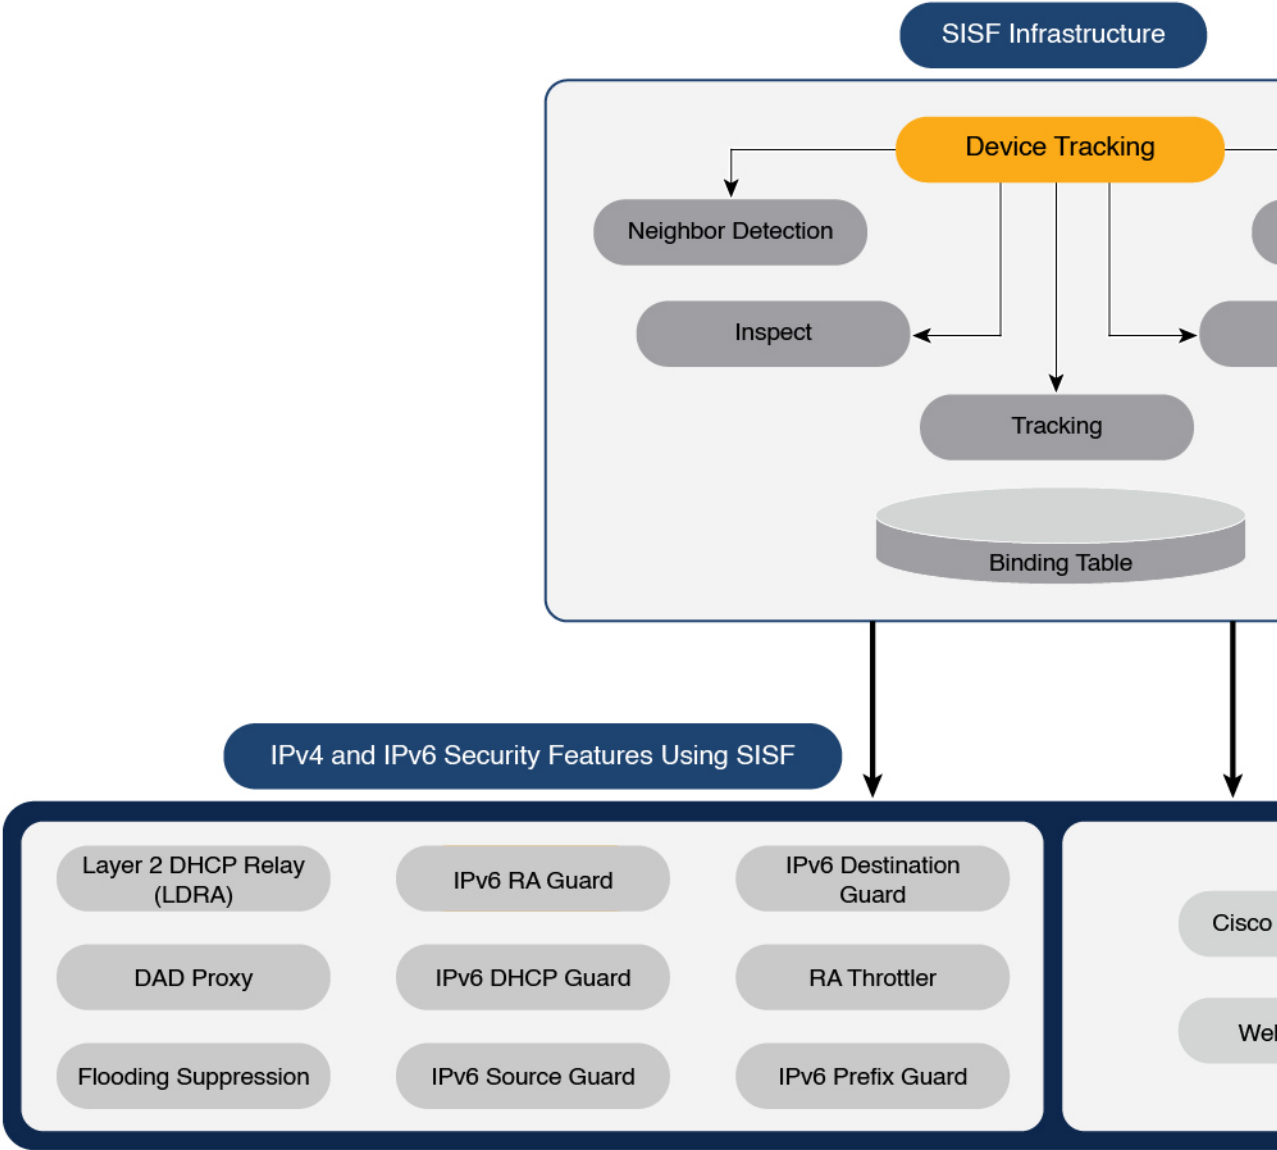 SISF Infrastructure
Device Tracking
Neighbor Detection
Inspect
Tracking
Binding Table
IPv4 and IPv6 Security Features Using SISF
Layer 2 DHCP Relay
(LDRA)
IPv6 RA Guard
IPv6 Destination
Guard
DAD Proxy
IPv6 DHCP Guard
RA Throttler
Flooding Suppression
IPv6 Source Guard
IPv6 Prefix Guard
Cisco